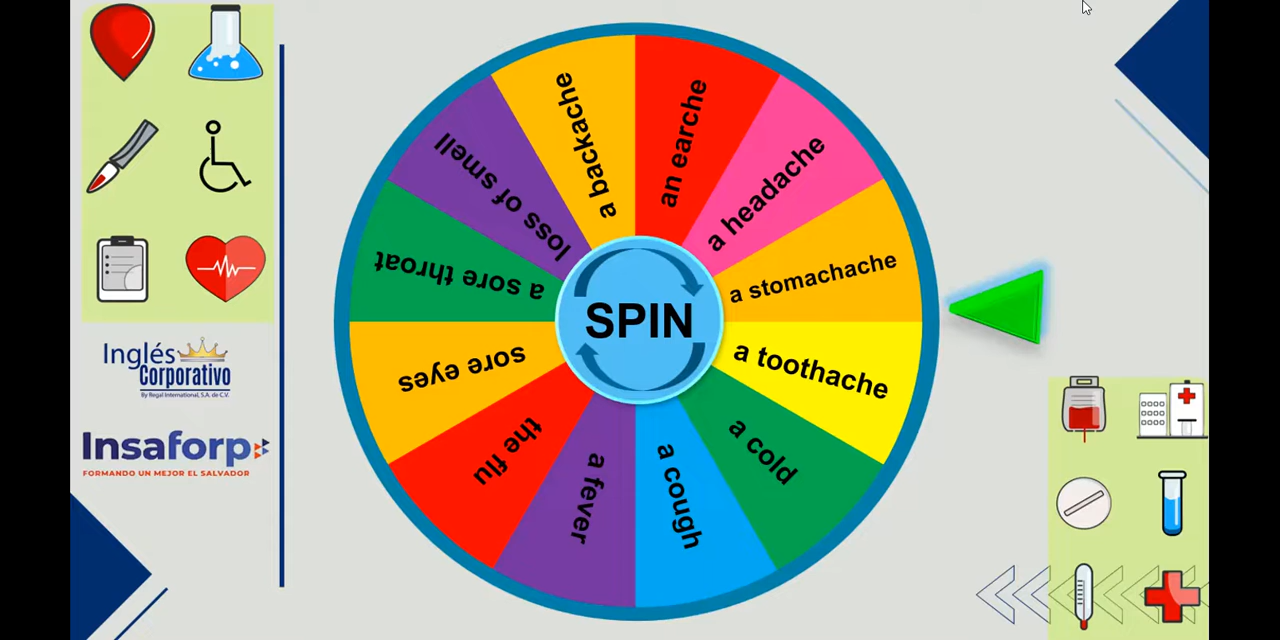 an earche
a headache
a stomachache
a toothache
a cold
a cough
a fever
the flu
sore eyes
a sore throat
loss of smell
a backache
SPIN
Inglés
Corporativo
By Regal International, S.A. de C.V.
Insaforp
FORMANDO UN MEJOR EL SALVADOR